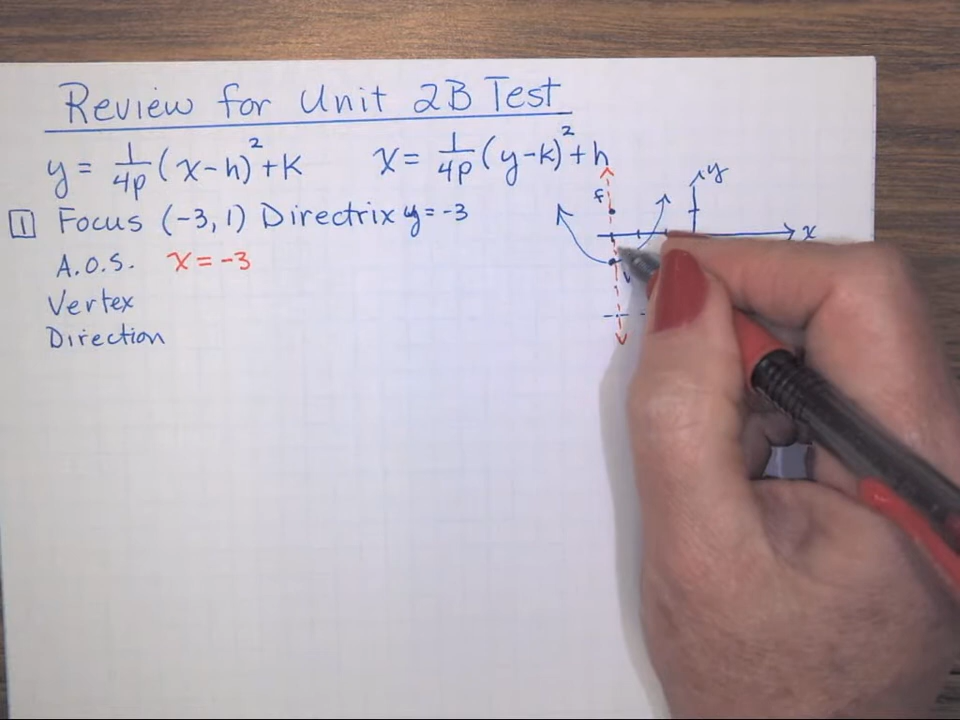 Review for Unit 2B Test
y = 1/4p (x-h)² + K x = 1/4p (y-k)² + h
1 Focus (-3, 1) Directrix y = -3
A.O.S. x = -3
Vertex
Direction
y
f
x
V